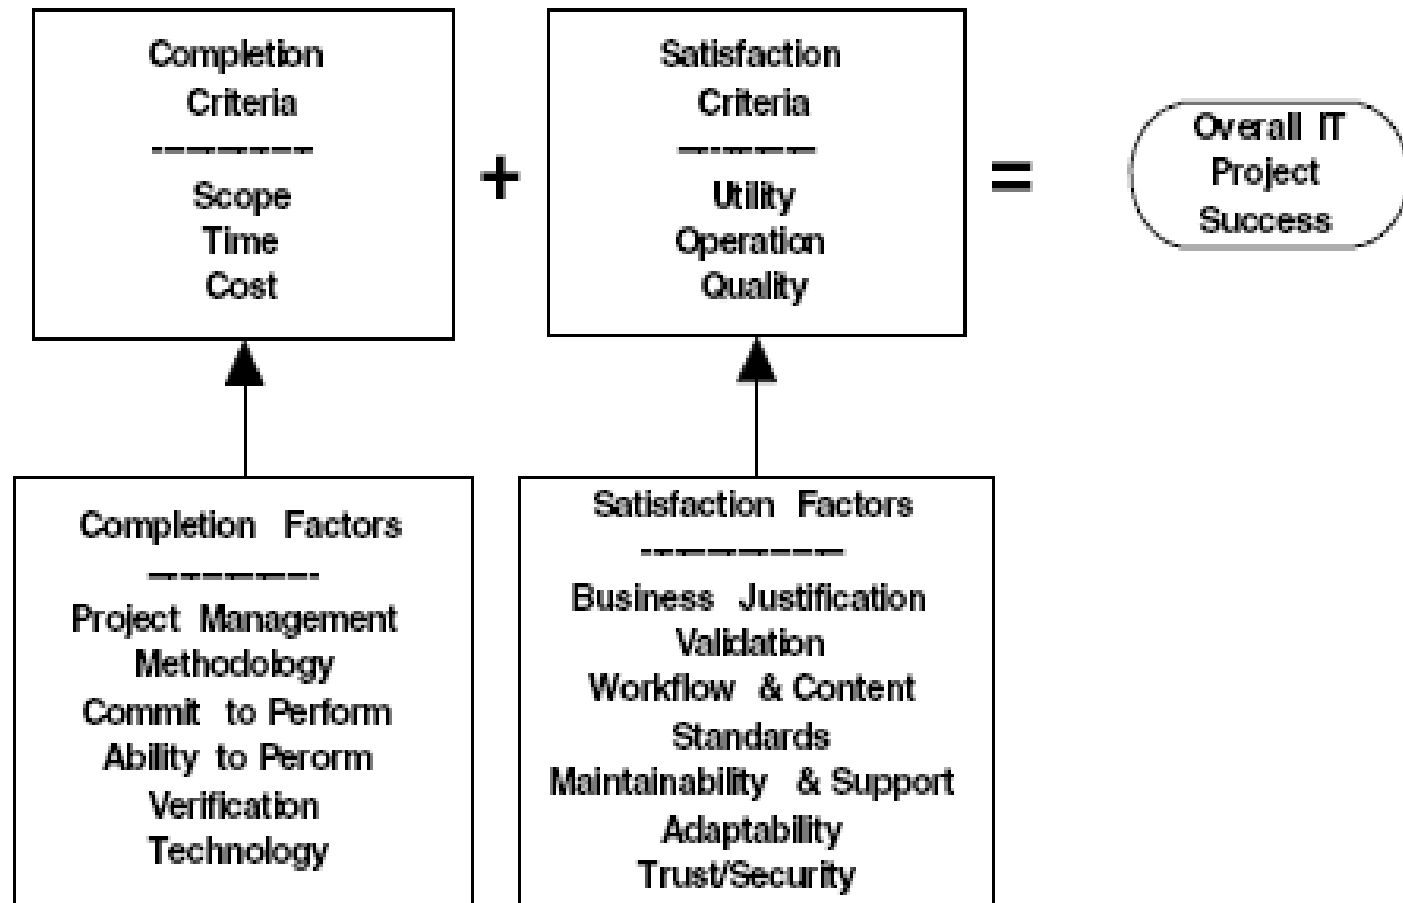 Completion
Criteria
----------
Scope
Time
Cost
+
Satisfaction
Criteria
----------
Utility
Operation
Quality
=
Overall IT
Project
Success
Completion Factors
----------
Project Management
Methodology
Commit to Perform
Ability to Perorm
Verification
Technology
Satisfaction Factors
------------
Business Justification
Validation
Workflow & Content
Standards
Maintainability & Support
Adaptability
Trust/Security